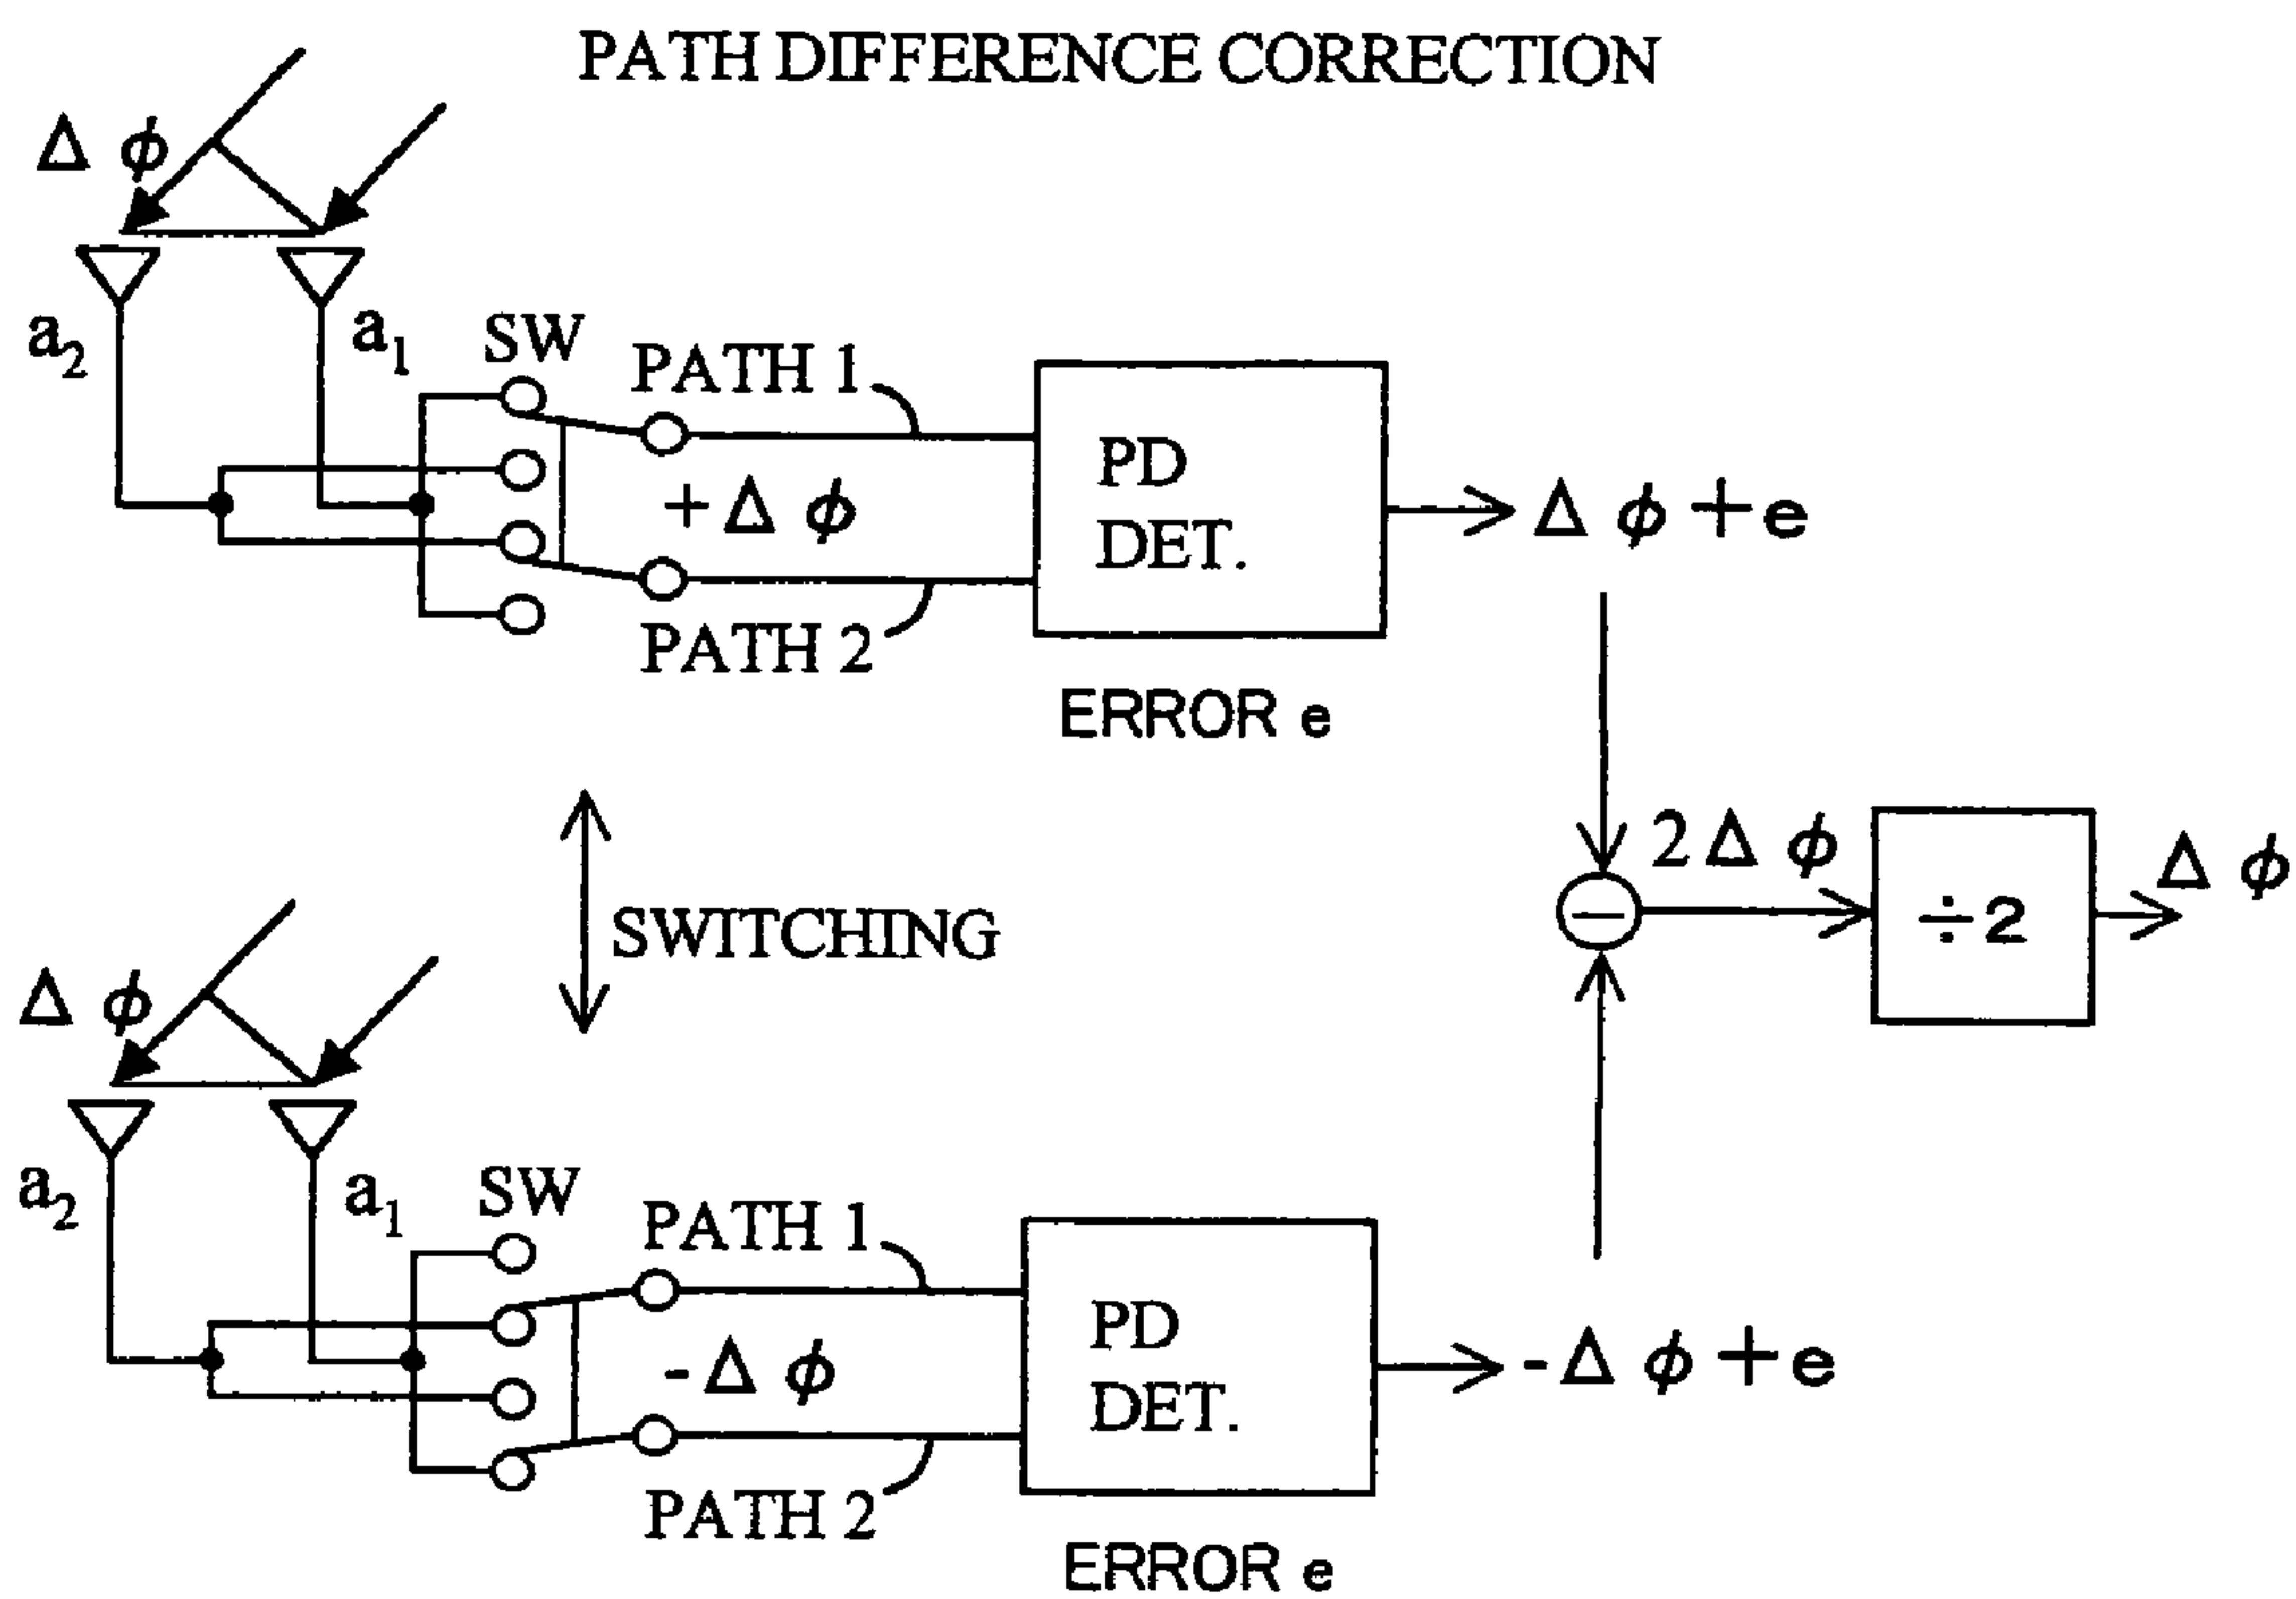 PATH DIFFERENCE CORRECTION
Δ ϕ
a2
a1
SW
PATH 1
+Δ ϕ
PD
DET.
Δ ϕ+e
PATH 2
ERROR e
SWITCHING
2Δ ϕ
−
÷2
Δ ϕ
Δ ϕ
a2
a1
SW
PATH 1
-Δ ϕ
PD
DET.
-Δ ϕ+e
PATH 2
ERROR e